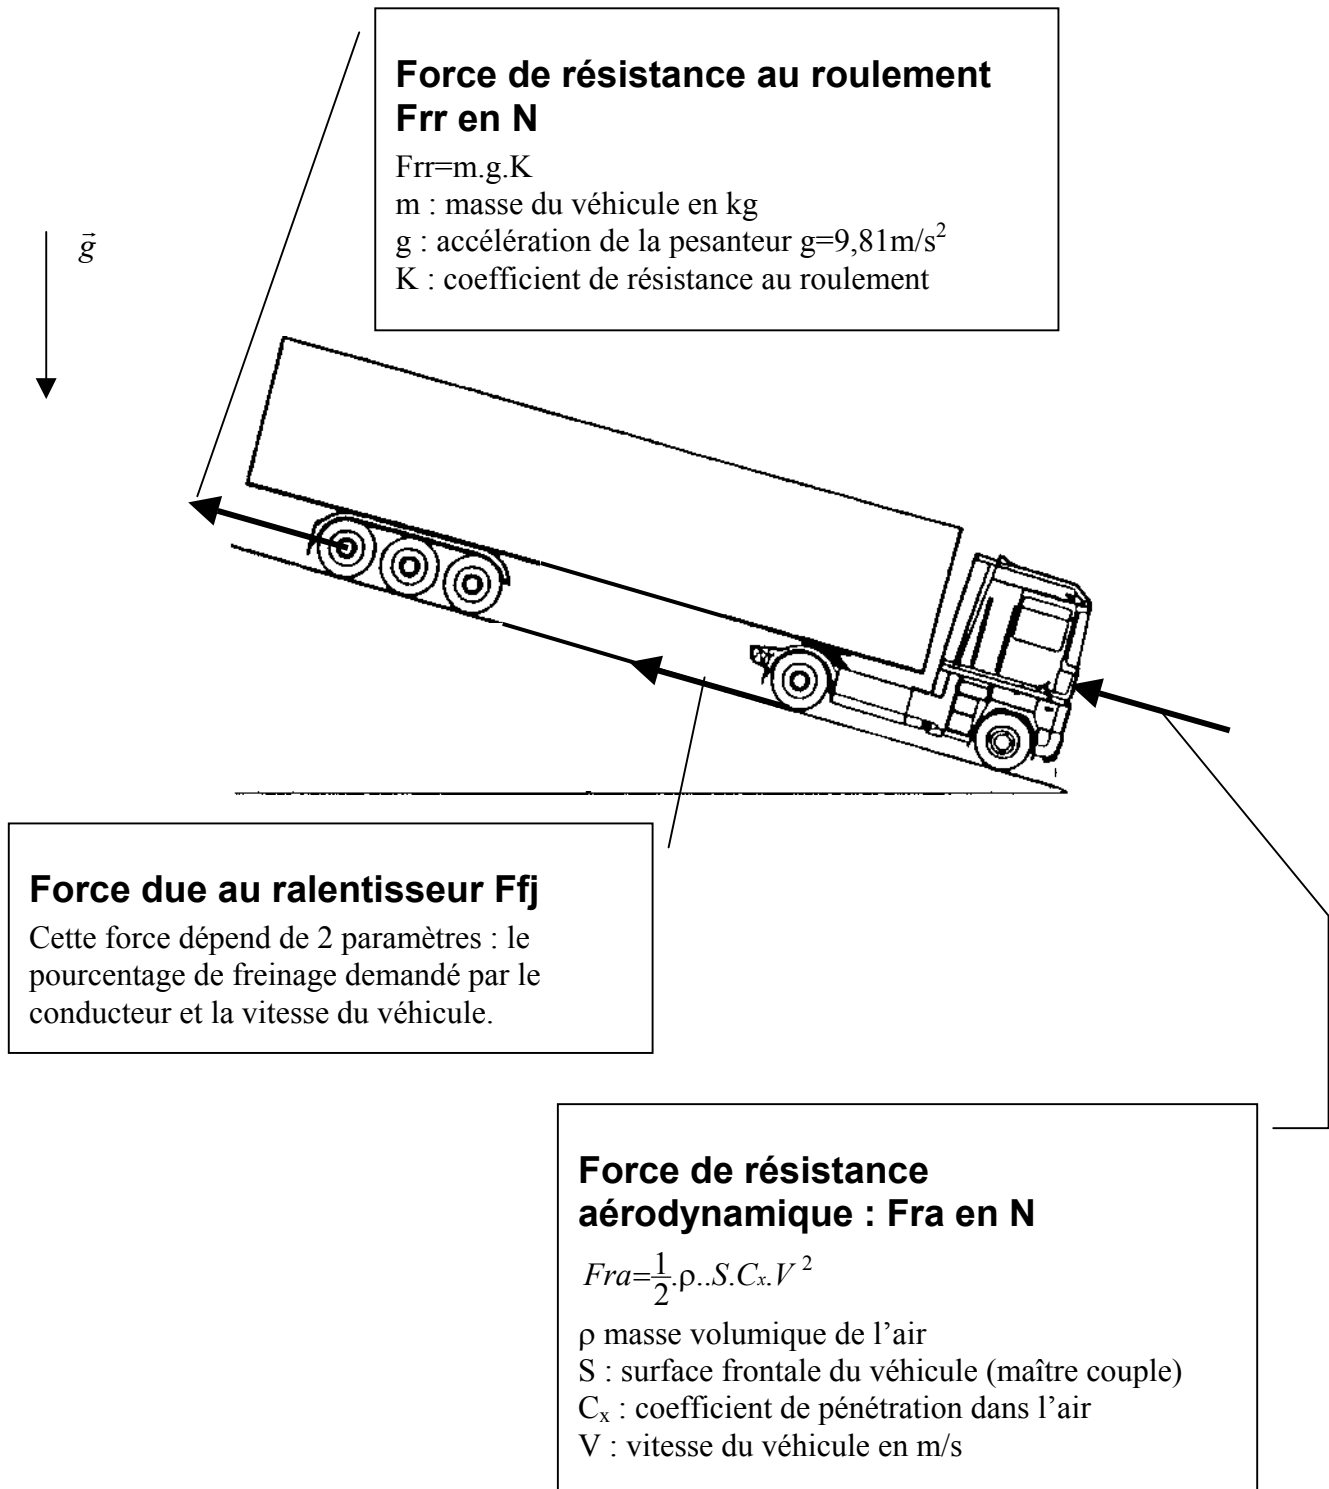 Force de résistance au roulement
Frr en N
Frr=m.g.K
m : masse du véhicule en kg
g : accélération de la pesanteur g=9,81m/s²
K : coefficient de résistance au roulement
g⃗
Force due au ralentisseur Ffj
Cette force dépend de 2 paramètres : le
pourcentage de freinage demandé par le
conducteur et la vitesse du véhicule.
Force de résistance
aérodynamique : Fra en N
Fra=1/2.ρ..S.Cₓ.V²
ρ masse volumique de l’air
S : surface frontale du véhicule (maître couple)
Cₓ : coefficient de pénétration dans l’air
V : vitesse du véhicule en m/s